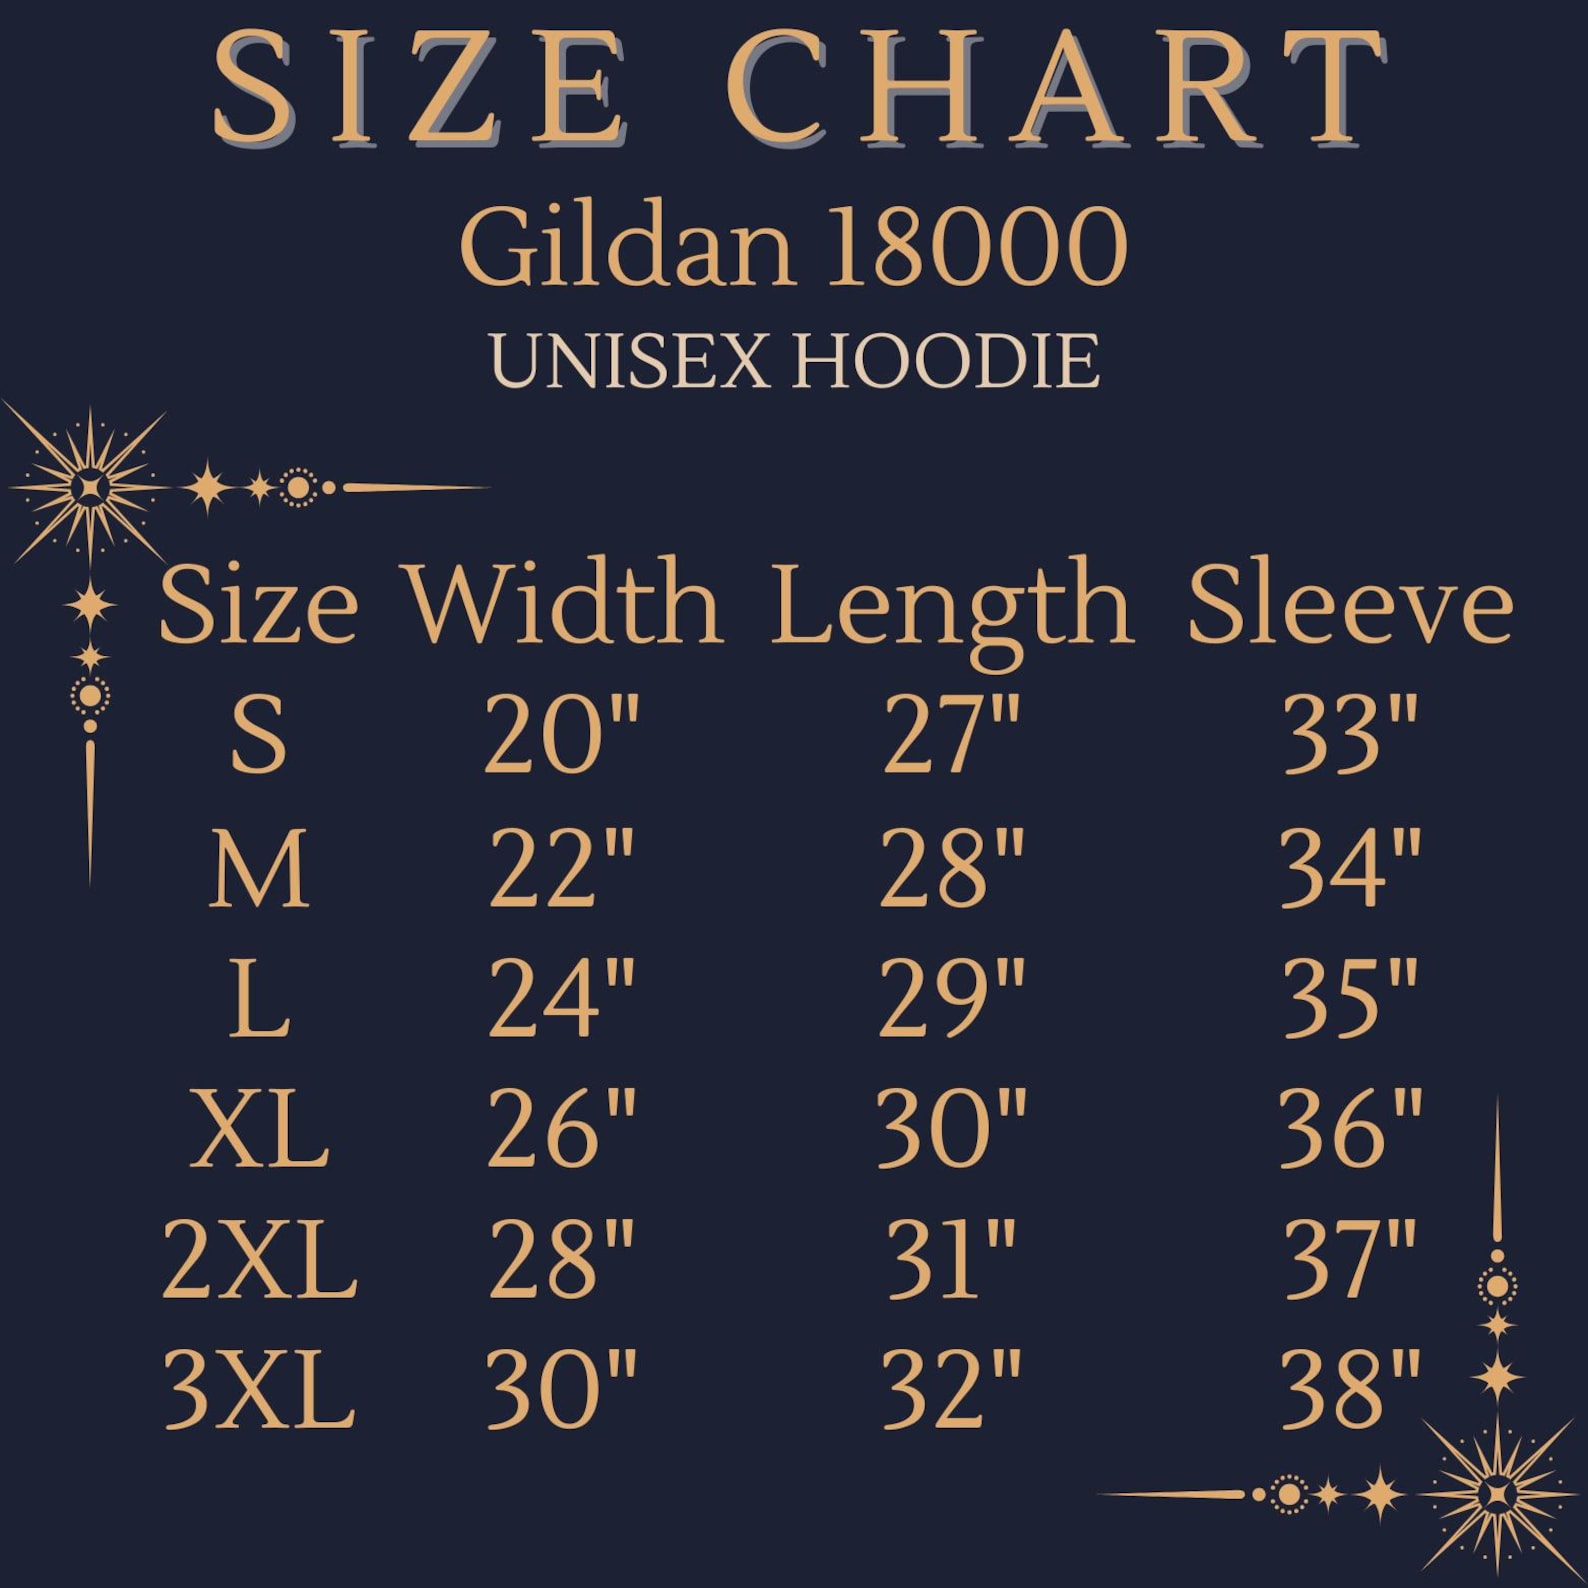 SIZE CHART
Gildan 18000
UNISEX HOODIE
Size Width Length Sleeve
S 20" 27" 33"
M 22" 28" 34"
L 24" 29" 35"
XL 26" 30" 36"
2XL 28" 31" 37"
3XL 30" 32" 38"